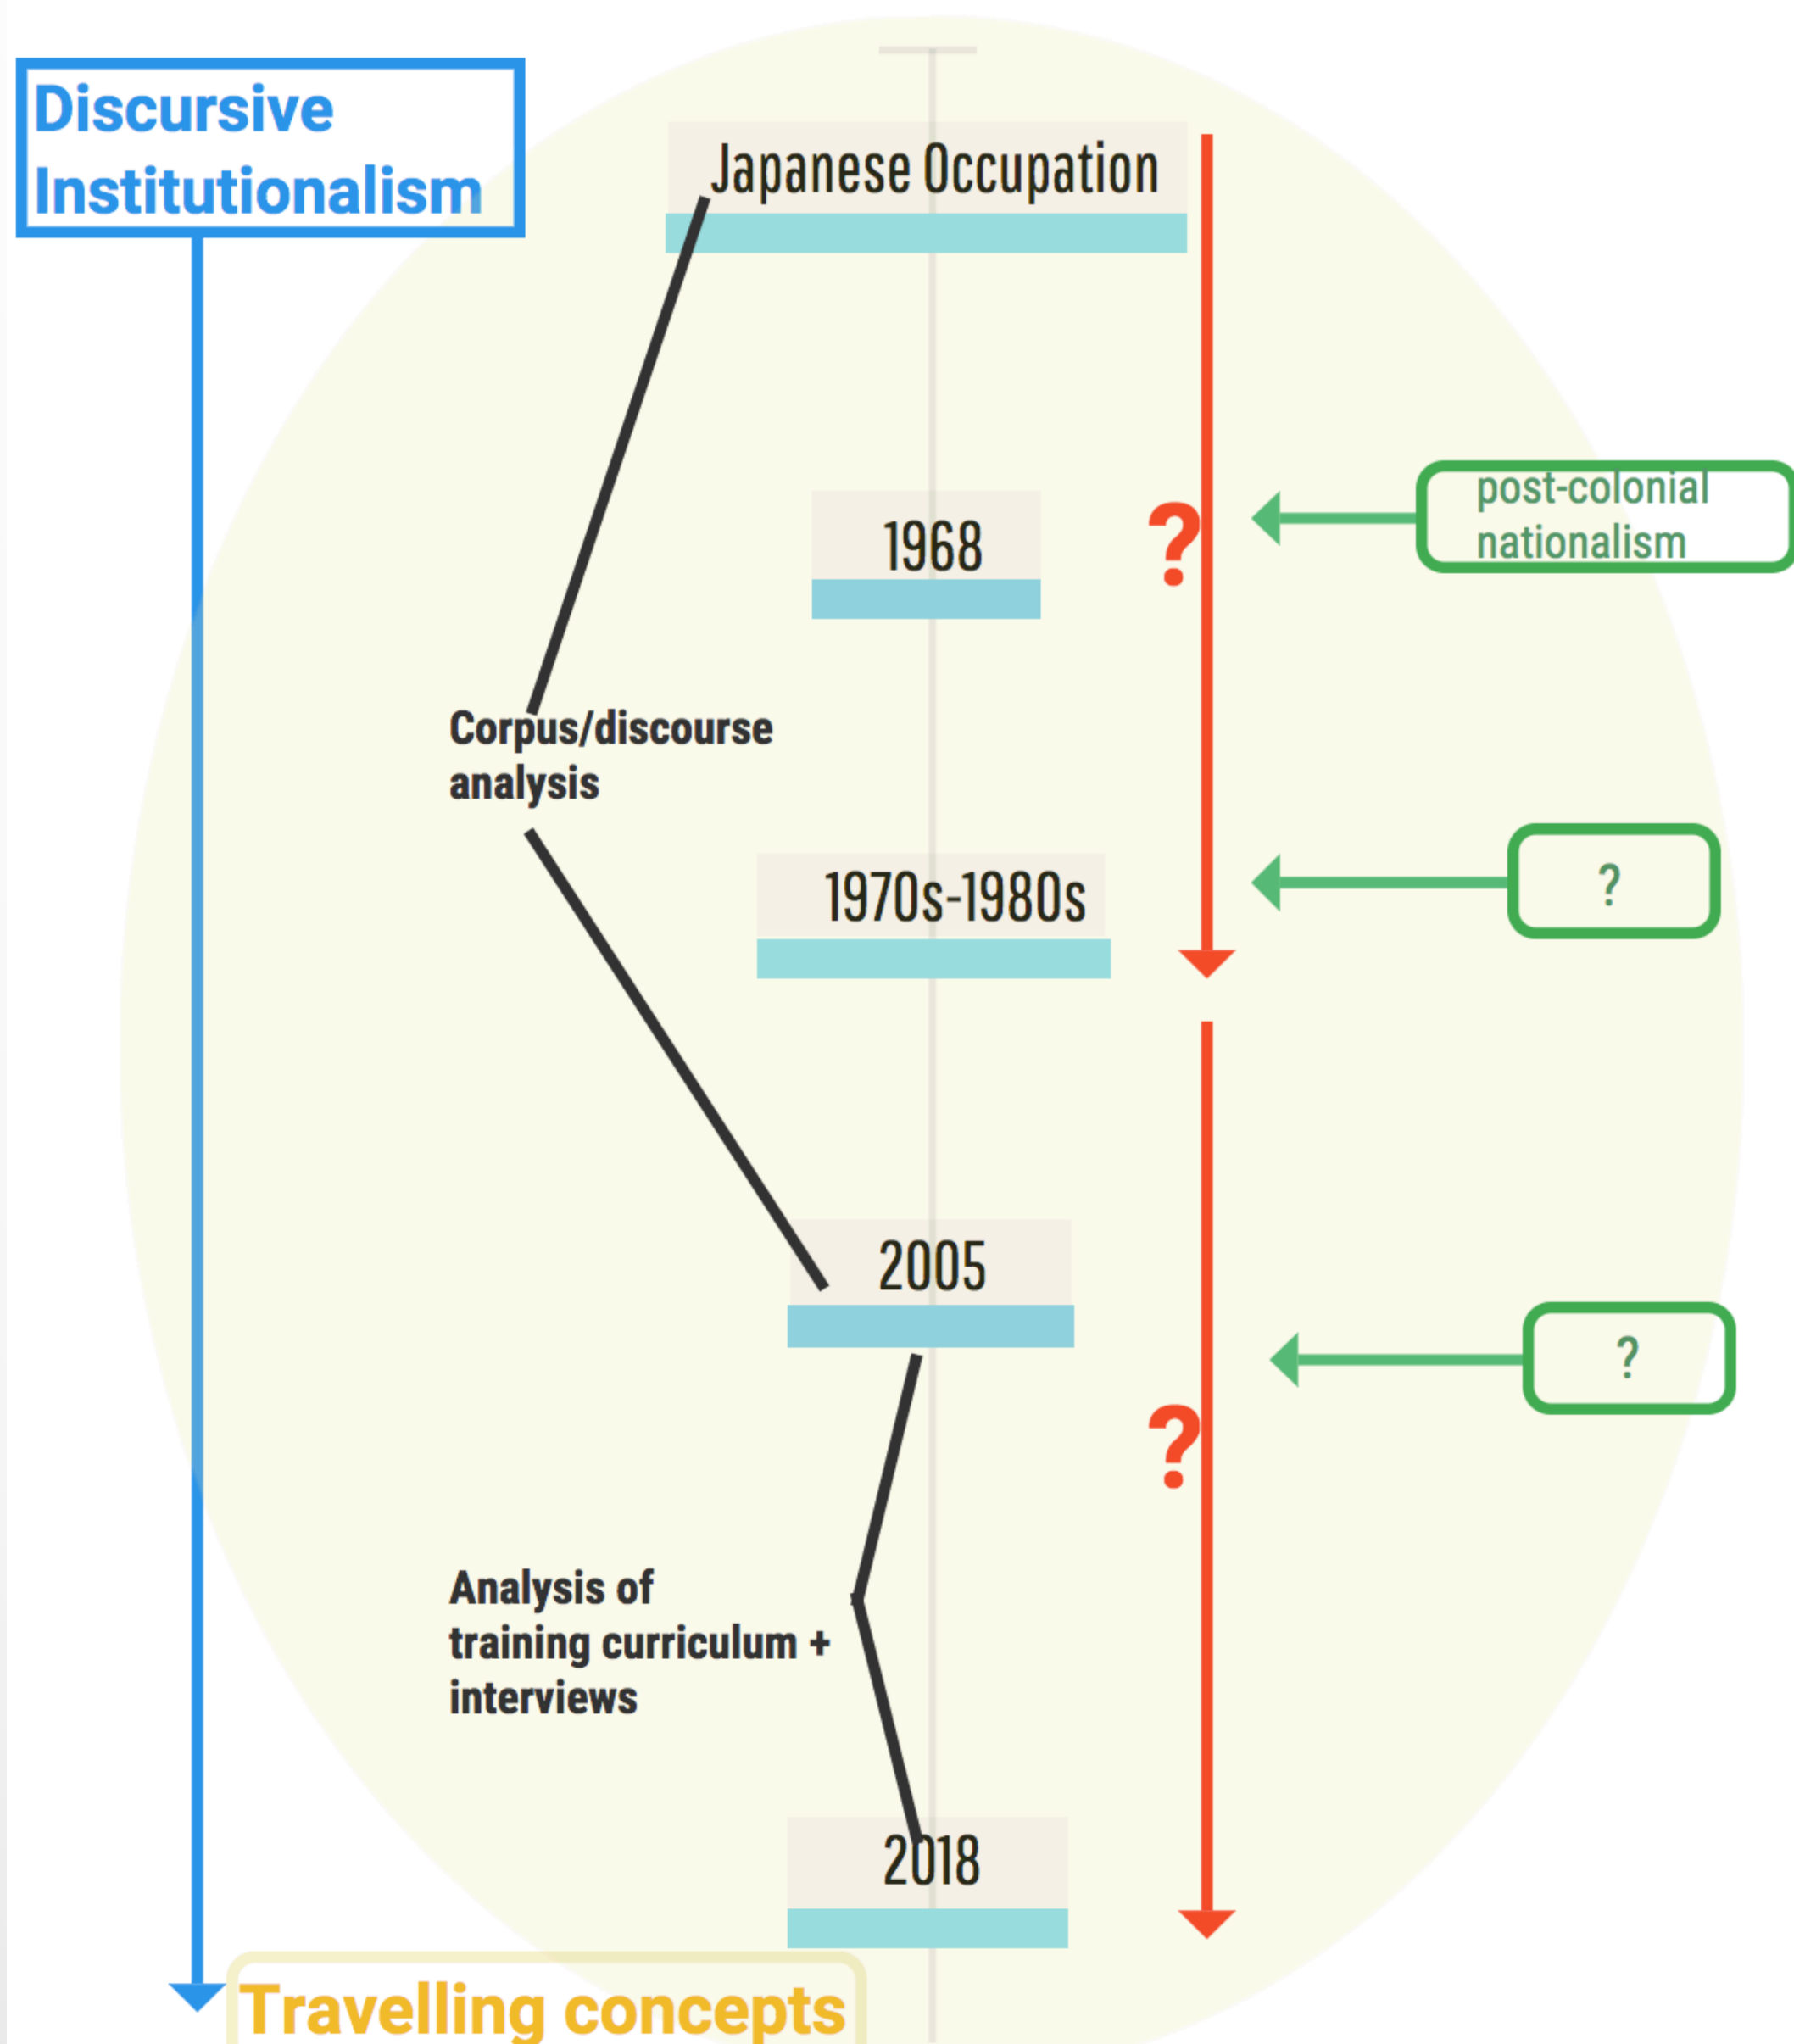 Discursive
Institutionalism
Japanese Occupation
1968
?
post-colonial
nationalism
Corpus/discourse
analysis
1970s-1980s
?
2005
?
?
Analysis of
training curriculum +
interviews
2018
Travelling concepts